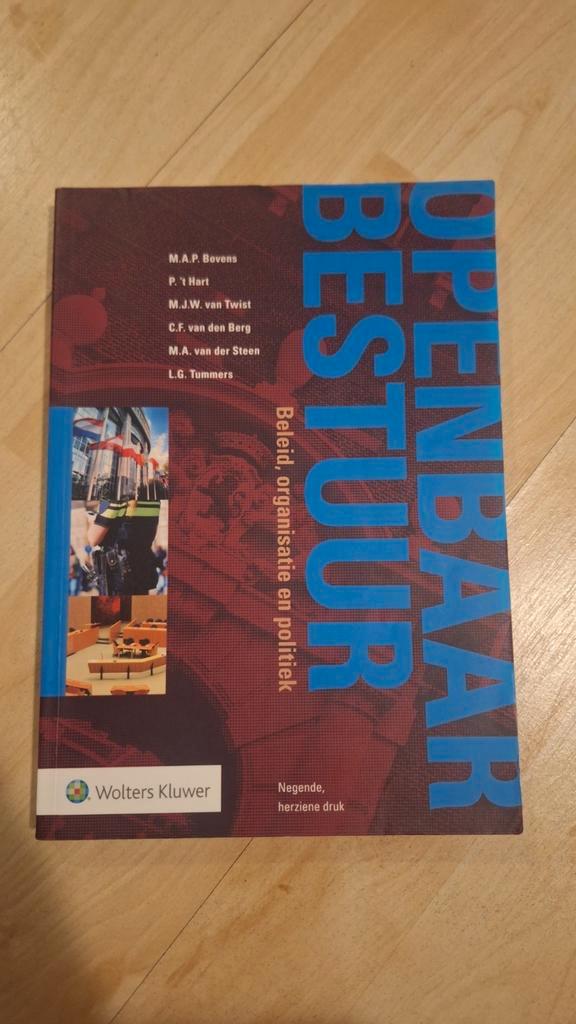 OPENBAAR
BESTUUR
Beleid, organisatie en politiek
M.A.P. Bovens
P. 't Hart
M.J.W. van Twist
C.F. van den Berg
M.A. van der Steen
L.G. Tummers
Negende,
herziene druk
Wolters Kluwer